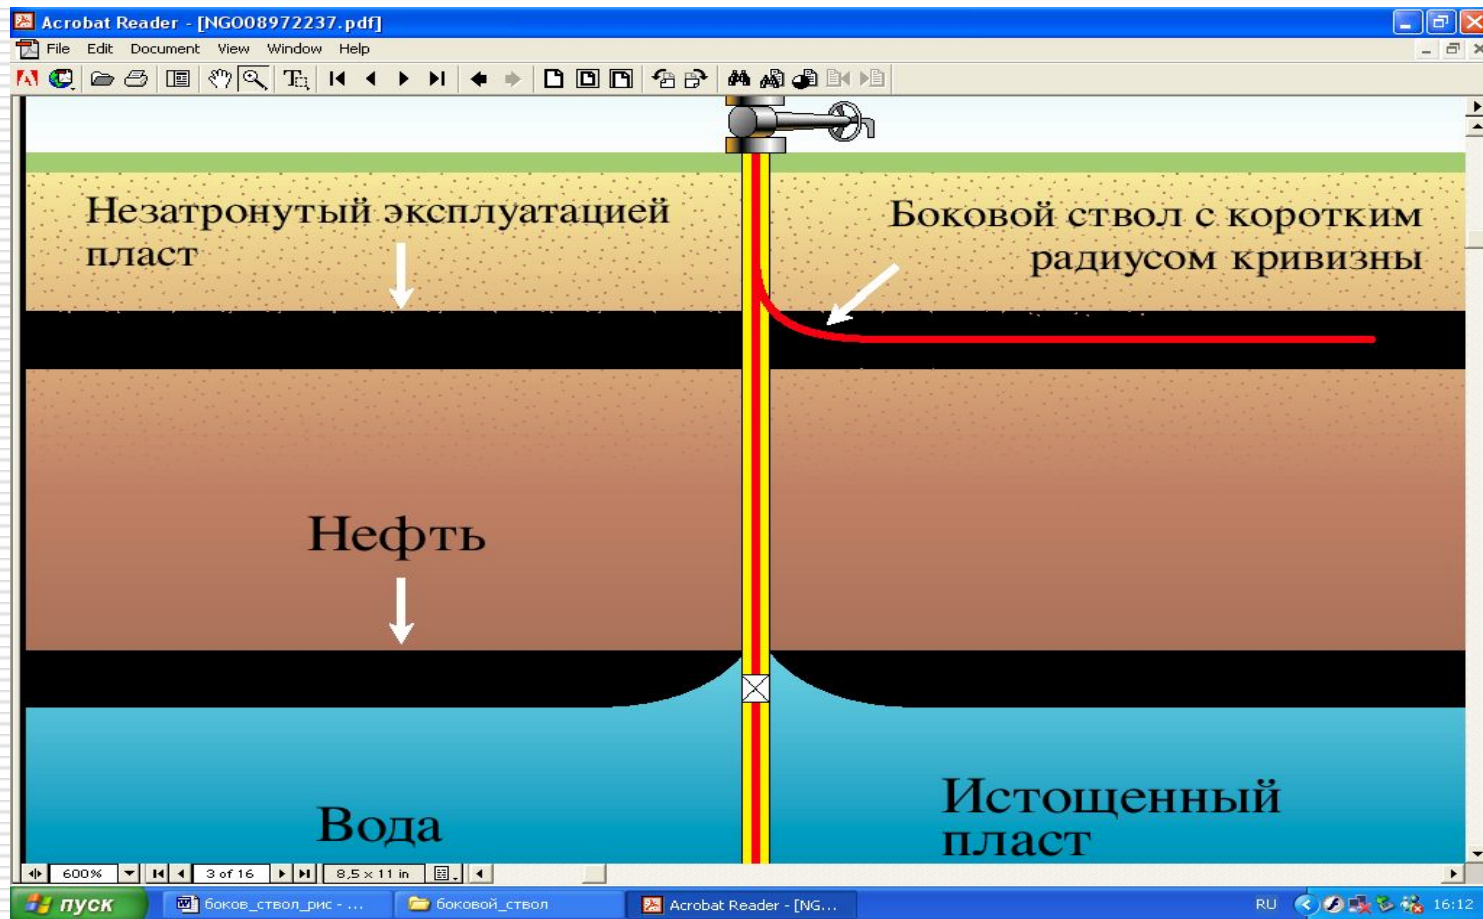 Acrobat Reader - [NGO08972237.pdf]
File Edit Document View Window Help
Незатронутый эксплуатацией
пласт
Боковой ствол с коротким
радиусом кривизны
Нефть
Вода
Истощенный
пласт
600% 3 of 16 8,5 x 11 in
пуск боков_ствол_рис - ... боковой_ствол Acrobat Reader - [NG... RU 16:12